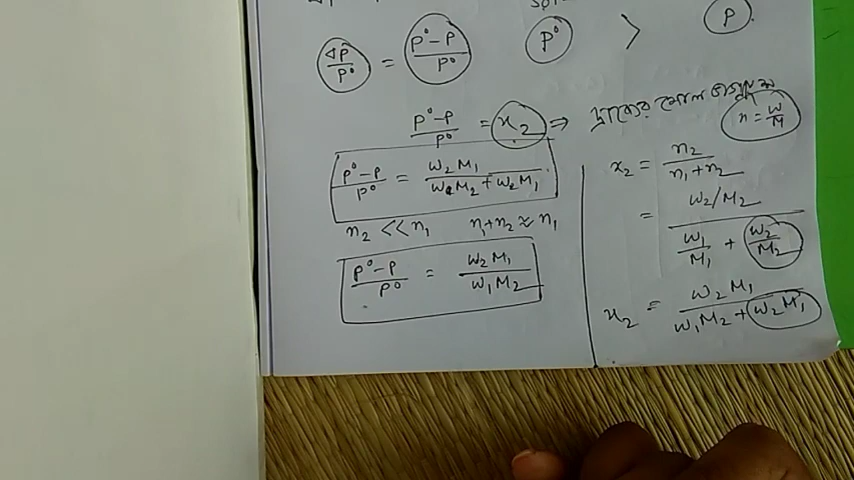 ΔP/P° = P°-P/P° P° > P.
P°-P/P° = x₂ ⇒ দ্রাব্যের মোল
n = W/M
P°-P/P° = W₂M₁/W₁M₂+W₂M₁
n₂ << n₁ n₁+n₂ ≈ n₁
P°-P/P° = W₂M₁/W₁M₂
x₂ = n₂/n₁+n₂
= W₂/M₂ / W₁/M₁ + W₂/M₂
x₂ = W₂M₁/W₁M₂+W₂M₁